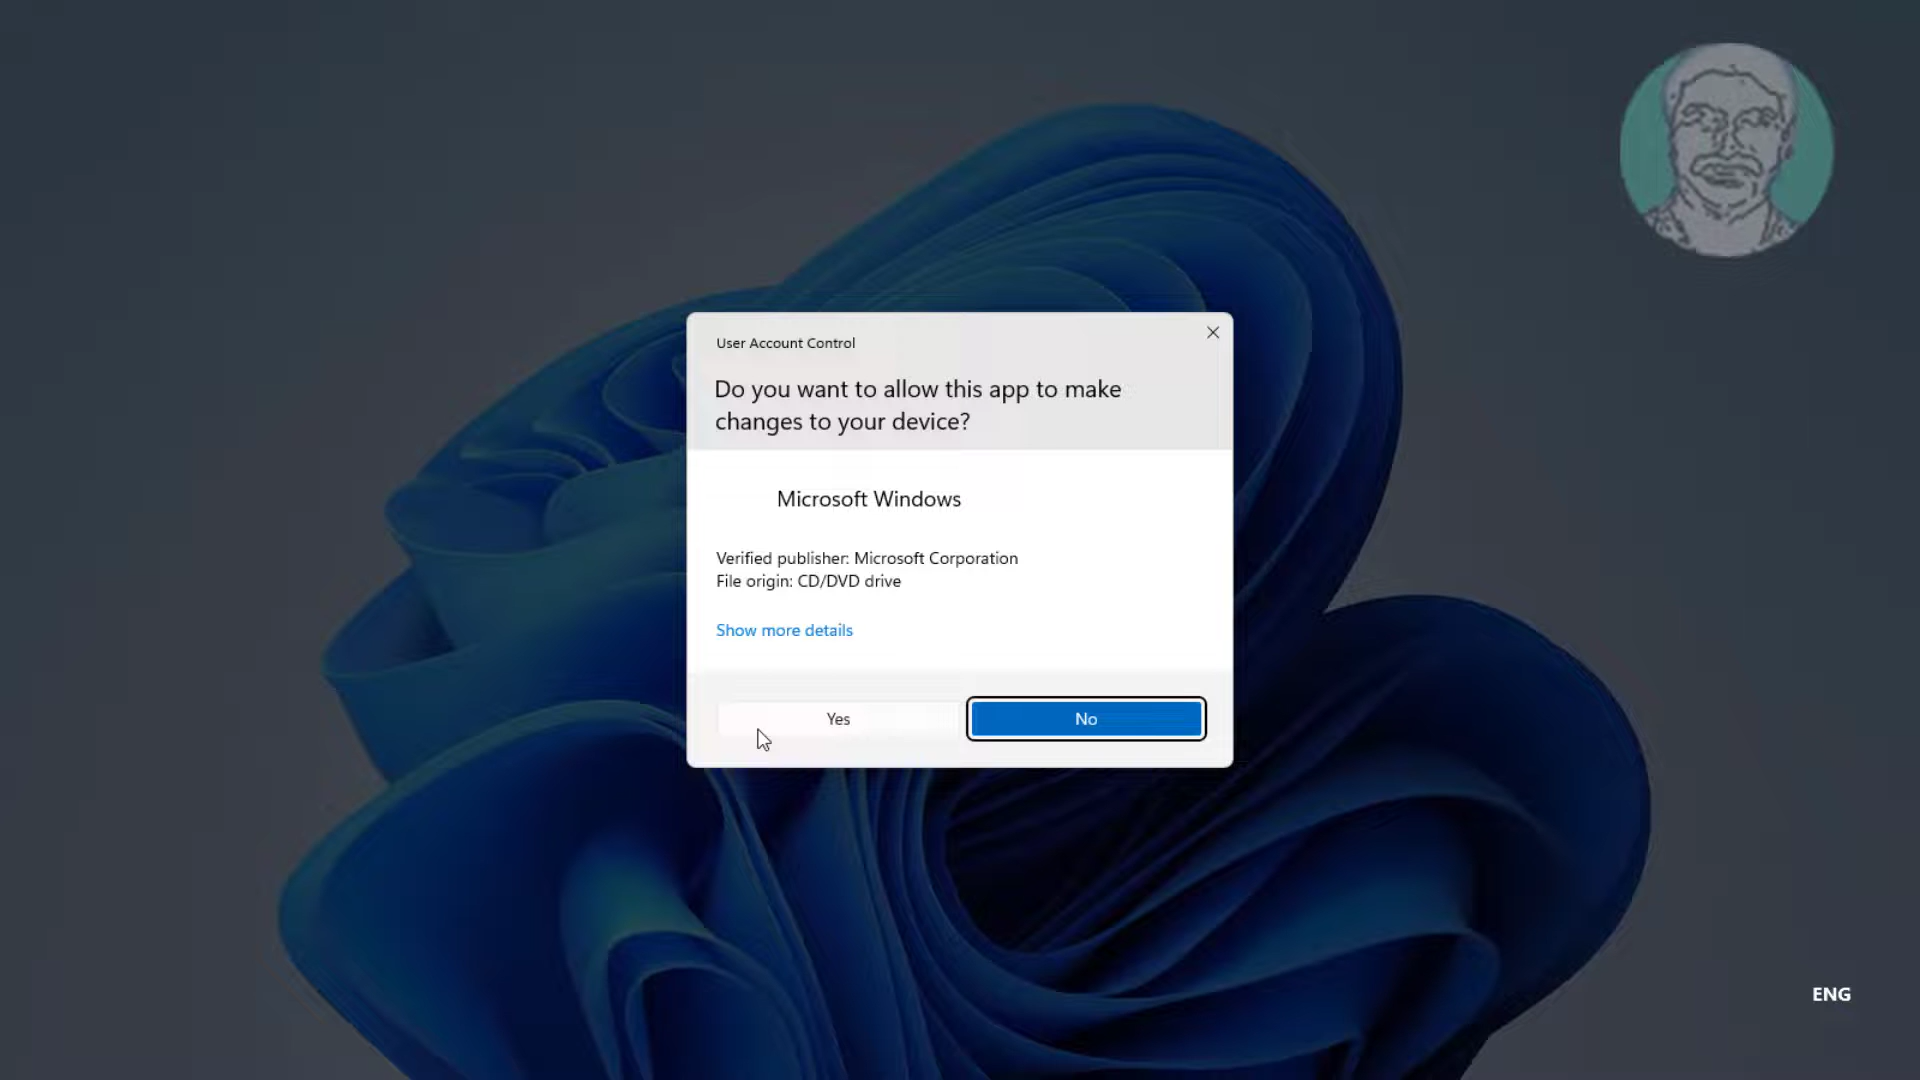 User Account Control
Do you want to allow this app to make
changes to your device?
Microsoft Windows
Verified publisher: Microsoft Corporation
File origin: CD/DVD drive
Show more details
Yes
No
ENG